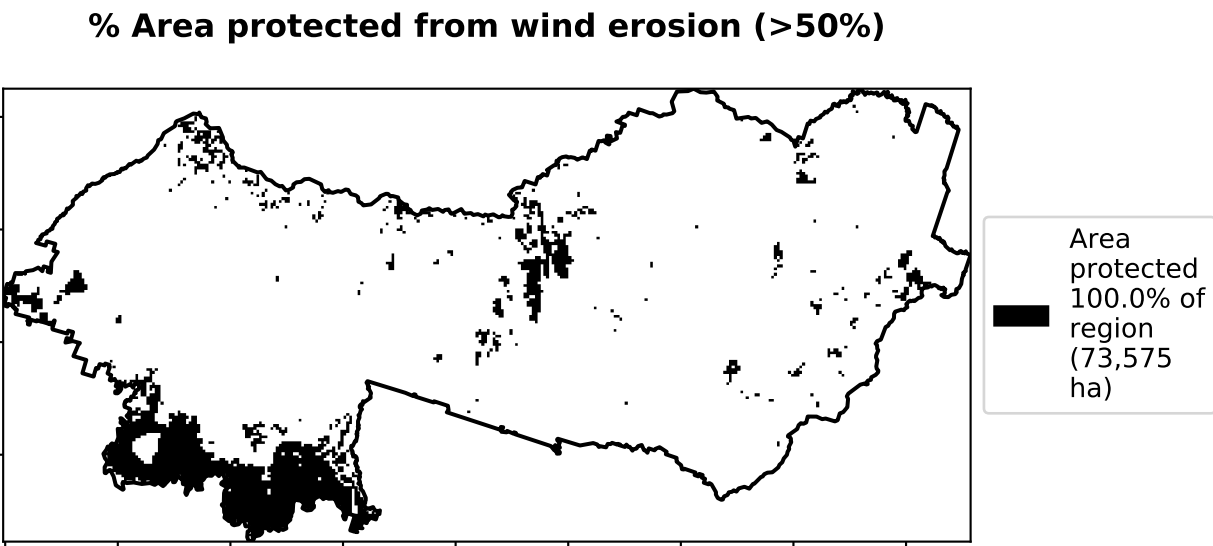 % Area protected from wind erosion (>50%)
Area
protected
100.0% of
region
(73,575
ha)